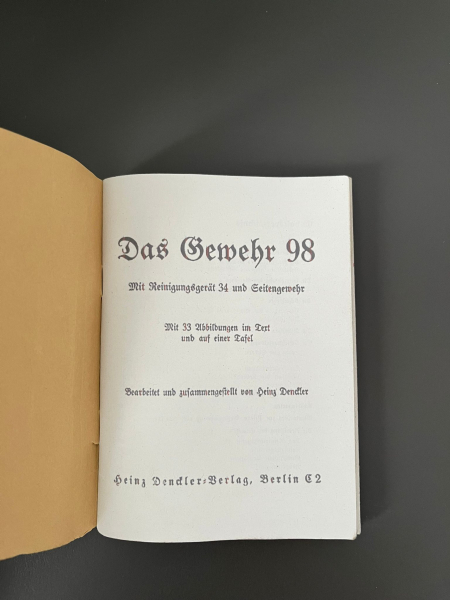 Das Gewehr 98
Mit Reinigungsgerät 34 und Seitengewehr
Mit 33 Abbildungen im Text
und auf einer Tafel
Bearbeitet und zusammengestellt von Heinz Denckler
Heinz Denckler-Verlag, Berlin C 2